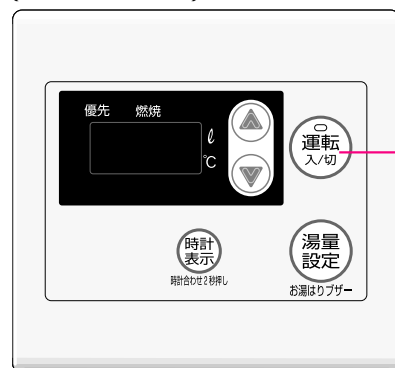 優先 燃焼
ℓ
℃
運転
入/切
時計
表示
時計合わせ2秒押し
湯量
設定
お湯はりブザー